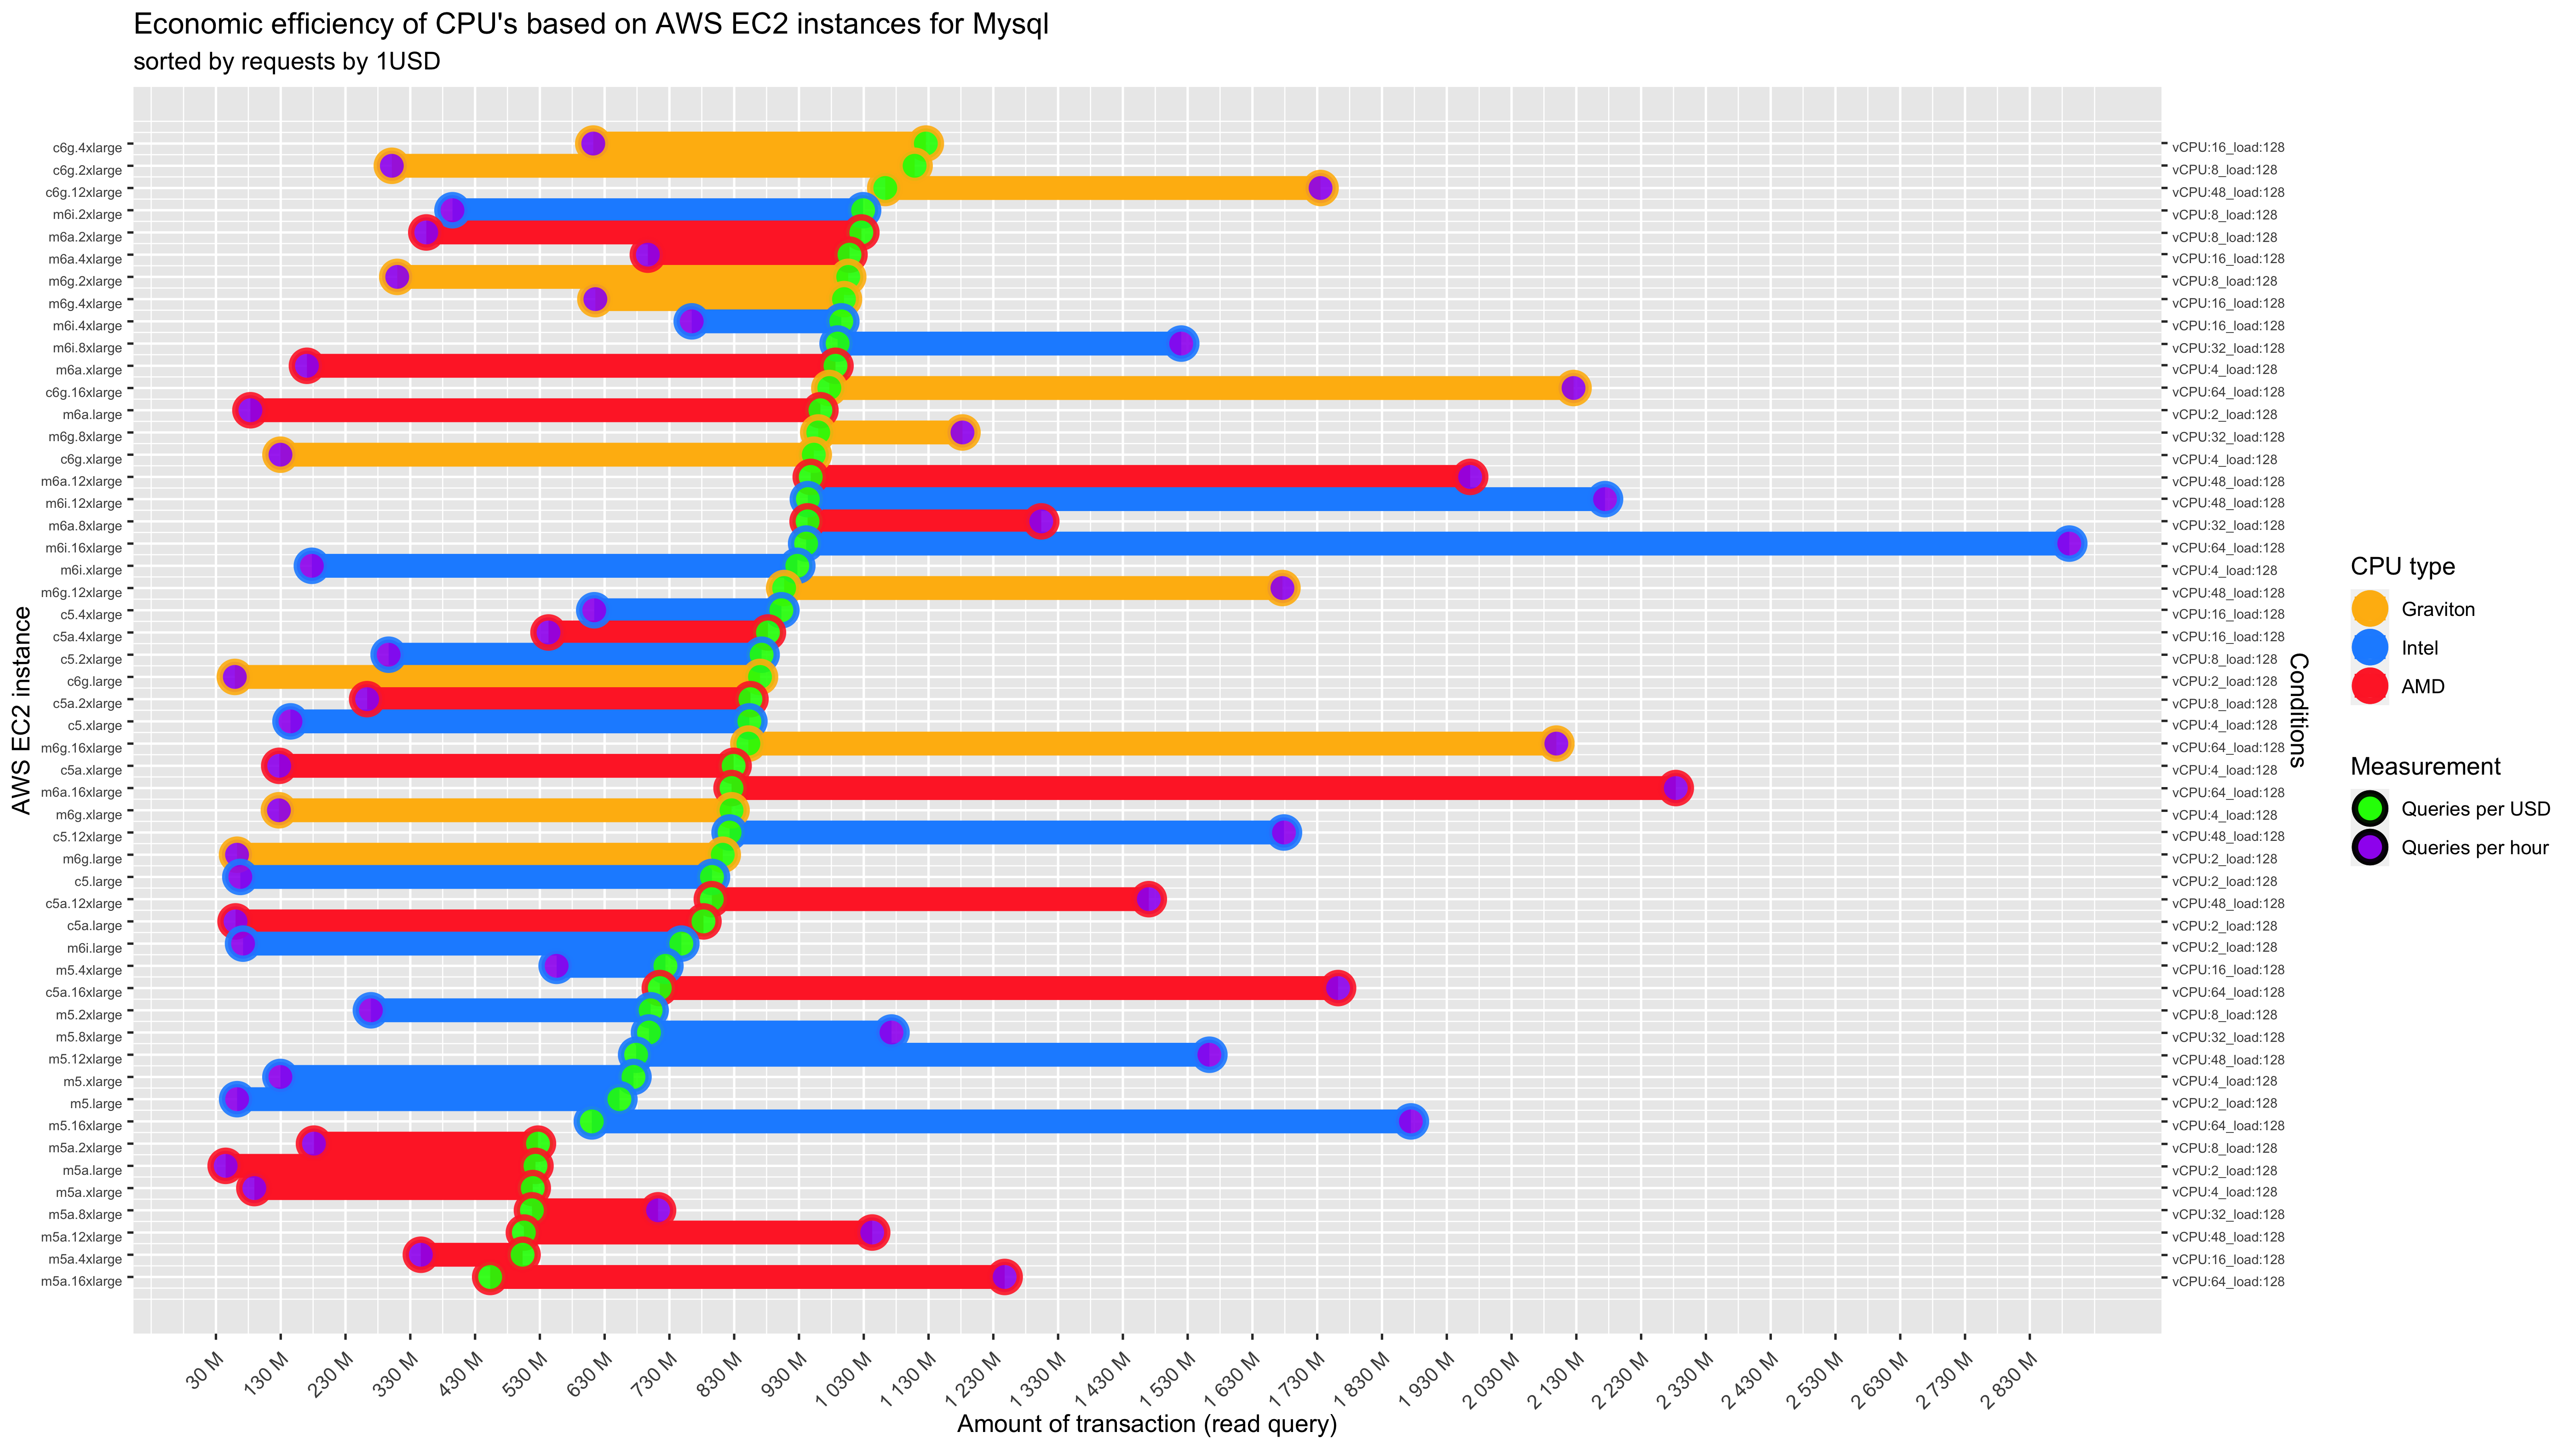 Economic efficiency of CPU's based on AWS EC2 instances for Mysql
sorted by requests by 1USD
AWS EC2 instance
c6g.4xlarge vCPU:16_load:128
c6g.2xlarge vCPU:8_load:128
c6g.12xlarge vCPU:48_load:128
m6i.2xlarge vCPU:8_load:128
m6a.2xlarge vCPU:8_load:128
m6a.4xlarge vCPU:16_load:128
m6g.2xlarge vCPU:8_load:128
m6g.4xlarge vCPU:16_load:128
m6i.4xlarge vCPU:16_load:128
m6i.8xlarge vCPU:32_load:128
m6a.xlarge vCPU:4_load:128
c6g.16xlarge vCPU:64_load:128
m6a.large vCPU:2_load:128
m6g.8xlarge vCPU:32_load:128
c6g.xlarge vCPU:4_load:128
m6a.12xlarge vCPU:48_load:128
m6i.12xlarge vCPU:48_load:128
m6a.8xlarge vCPU:32_load:128
m6i.16xlarge vCPU:64_load:128
m6i.xlarge vCPU:4_load:128
m6g.12xlarge vCPU:48_load:128
c5.4xlarge vCPU:16_load:128
c5a.4xlarge vCPU:16_load:128
c5.2xlarge vCPU:8_load:128
c6g.large vCPU:2_load:128
c5a.2xlarge vCPU:8_load:128
c5.xlarge vCPU:4_load:128
m6g.16xlarge vCPU:64_load:128
c5a.xlarge vCPU:4_load:128
m6a.16xlarge vCPU:64_load:128
m6g.xlarge vCPU:4_load:128
c5.12xlarge vCPU:48_load:128
m6g.large vCPU:2_load:128
c5.large vCPU:2_load:128
c5a.12xlarge vCPU:48_load:128
c5a.large vCPU:2_load:128
m6i.large vCPU:2_load:128
m5.4xlarge vCPU:16_load:128
c5a.16xlarge vCPU:64_load:128
m5.2xlarge vCPU:8_load:128
m5.8xlarge vCPU:32_load:128
m5.12xlarge vCPU:48_load:128
m5.xlarge vCPU:4_load:128
m5.large vCPU:2_load:128
m5.16xlarge vCPU:64_load:128
m5a.2xlarge vCPU:8_load:128
m5a.large vCPU:2_load:128
m5a.xlarge vCPU:4_load:128
m5a.8xlarge vCPU:32_load:128
m5a.12xlarge vCPU:48_load:128
m5a.4xlarge vCPU:16_load:128
m5a.16xlarge vCPU:64_load:128
Conditions
30 M 130 M 230 M 330 M 430 M 530 M 630 M 730 M 830 M 930 M 1 030 M 1 130 M 1 230 M 1 330 M 1 430 M 1 530 M 1 630 M 1 730 M 1 830 M 1 930 M 2 030 M 2 130 M 2 230 M 2 330 M 2 430 M 2 530 M 2 630 M 2 730 M 2 830 M
Amount of transaction (read query)
CPU type
Graviton
Intel
AMD
Measurement
Queries per USD
Queries per hour